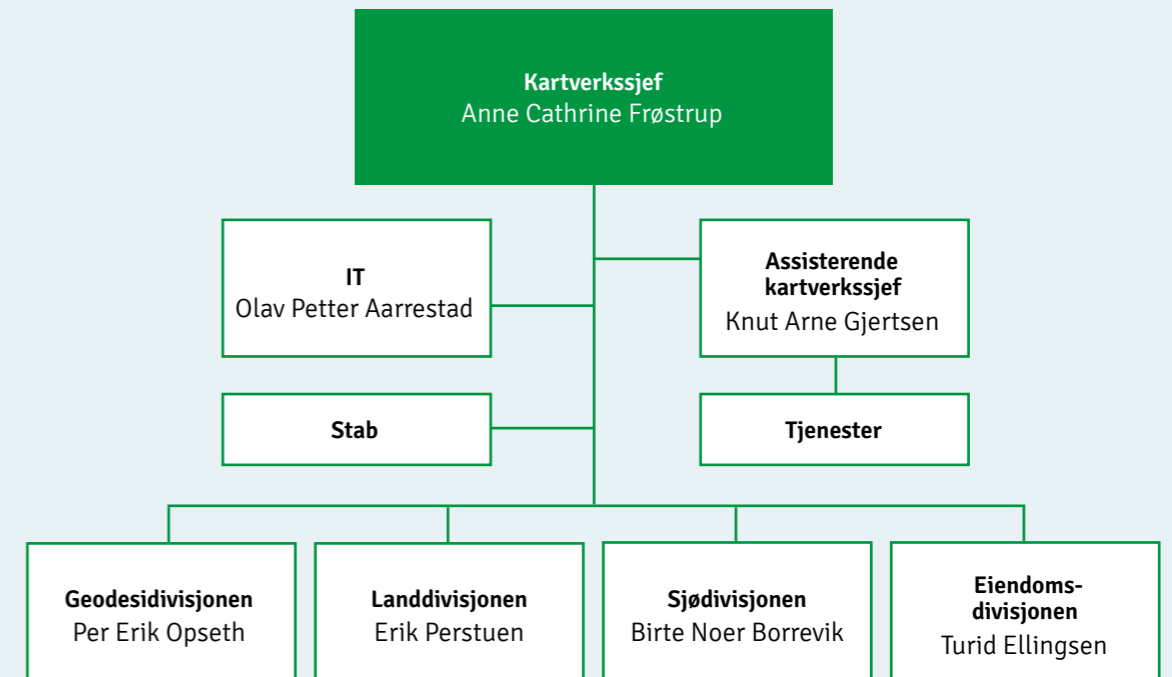 Kartverkssjef
Anne Cathrine Frøstrup
IT
Olav Petter Aarrestad
Assisterende
kartverkssjef
Knut Arne Gjertsen
Stab
Tjenester
Geodesidivisjonen
Per Erik Opseth
Landdivisjonen
Erik Perstuen
Sjødivisjonen
Birte Noer Borrevik
Eiendoms-
divisjonen
Turid Ellingsen